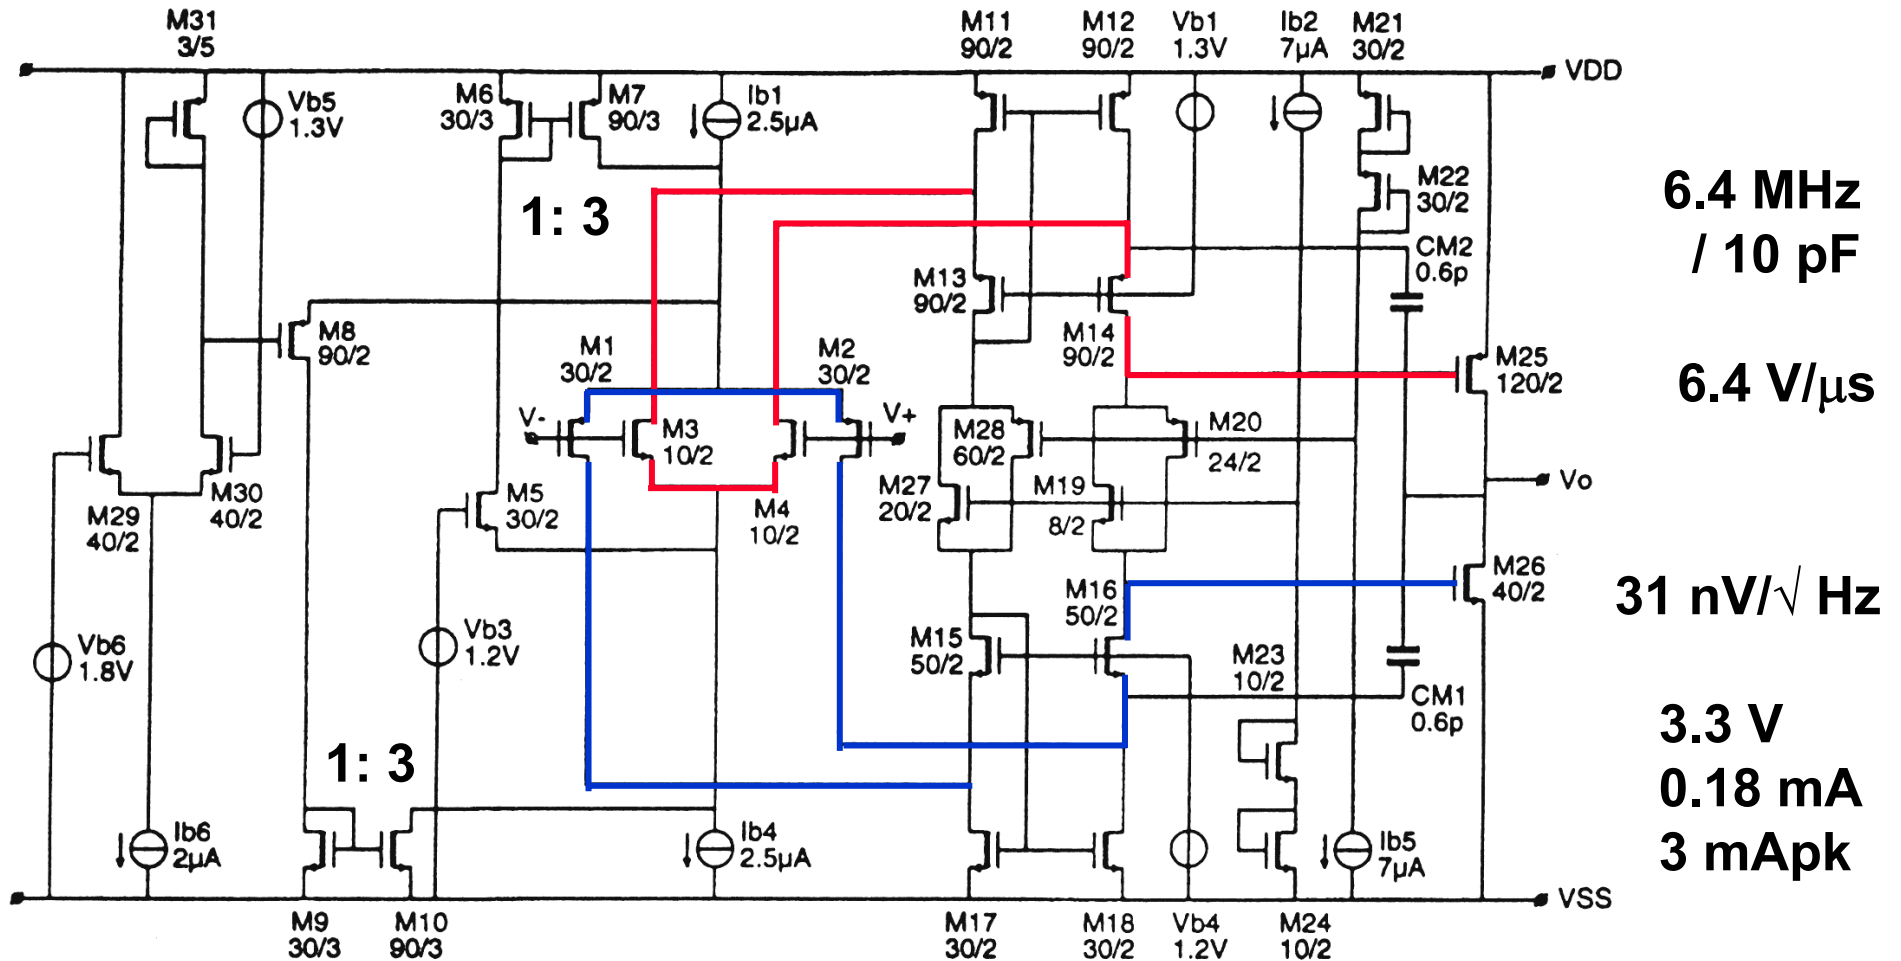 M31
3/5
M11
90/2
M12
90/2
Vb1
1.3V
Ib2
7µA
M21
30/2
VDD
Vb5
1.3V
M6
30/3
M7
90/3
Ib1
2.5µA
1: 3
M22
30/2
6.4 MHz
/ 10 pF
CM2
0.6p
M13
90/2
M8
90/2
M1
30/2
M2
30/2
M14
90/2
M25
120/2
6.4 V/µs
V-
V+
M3
10/2
M28
60/2
M20
24/2
M29
40/2
M30
40/2
M5
30/2
M4
10/2
M27
20/2
M19
8/2
Vo
M16
50/2
M26
40/2
31 nV/√ Hz
Vb6
1.8V
Vb3
1.2V
M15
50/2
M23
10/2
CM1
0.6p
1: 3
3.3 V
0.18 mA
3 mApk
Ib6
2µA
Ib4
2.5µA
Ib5
7µA
VSS
M9
30/3
M10
90/3
M17
30/2
M18
30/2
Vb4
1.2V
M24
10/2